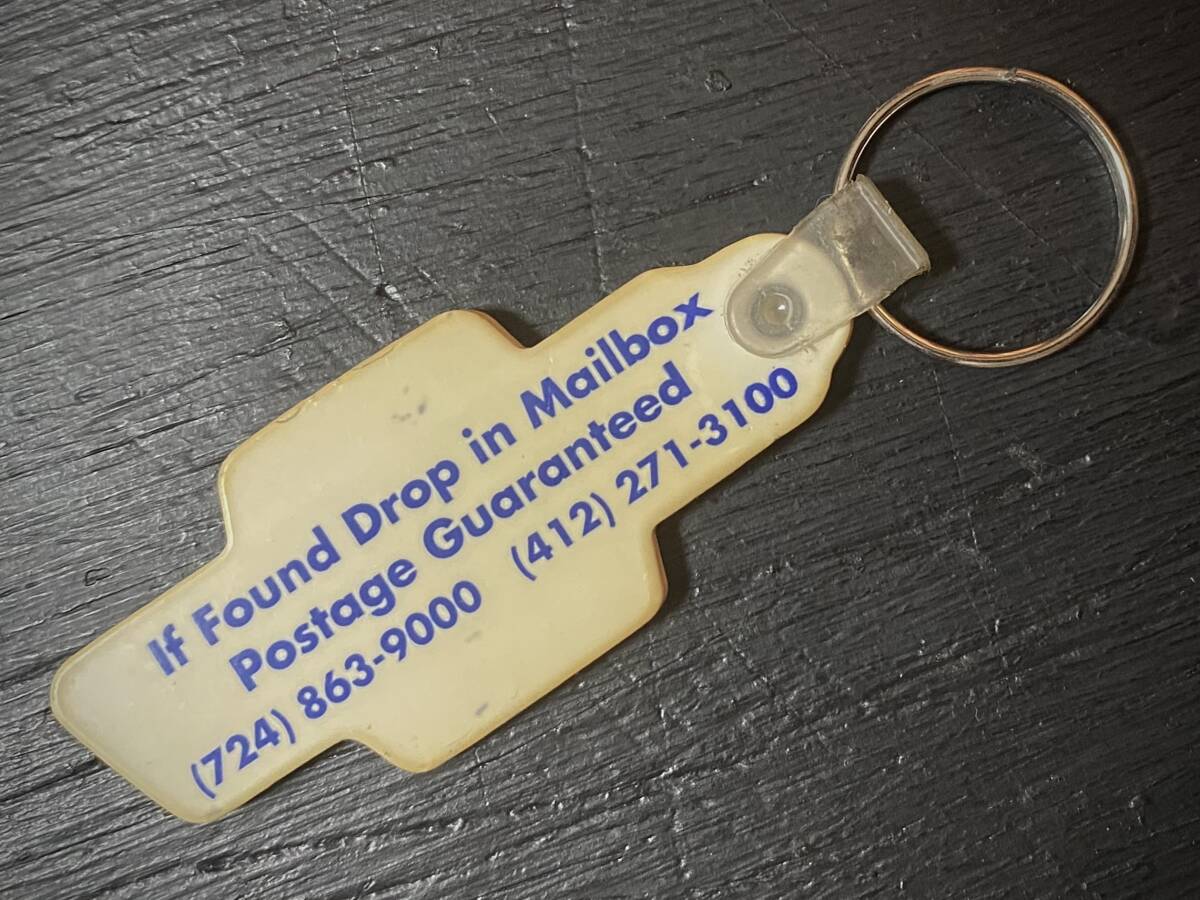 If Found Drop in Mailbox
Postage Guaranteed
(724) 863-9000 (412) 271-3100